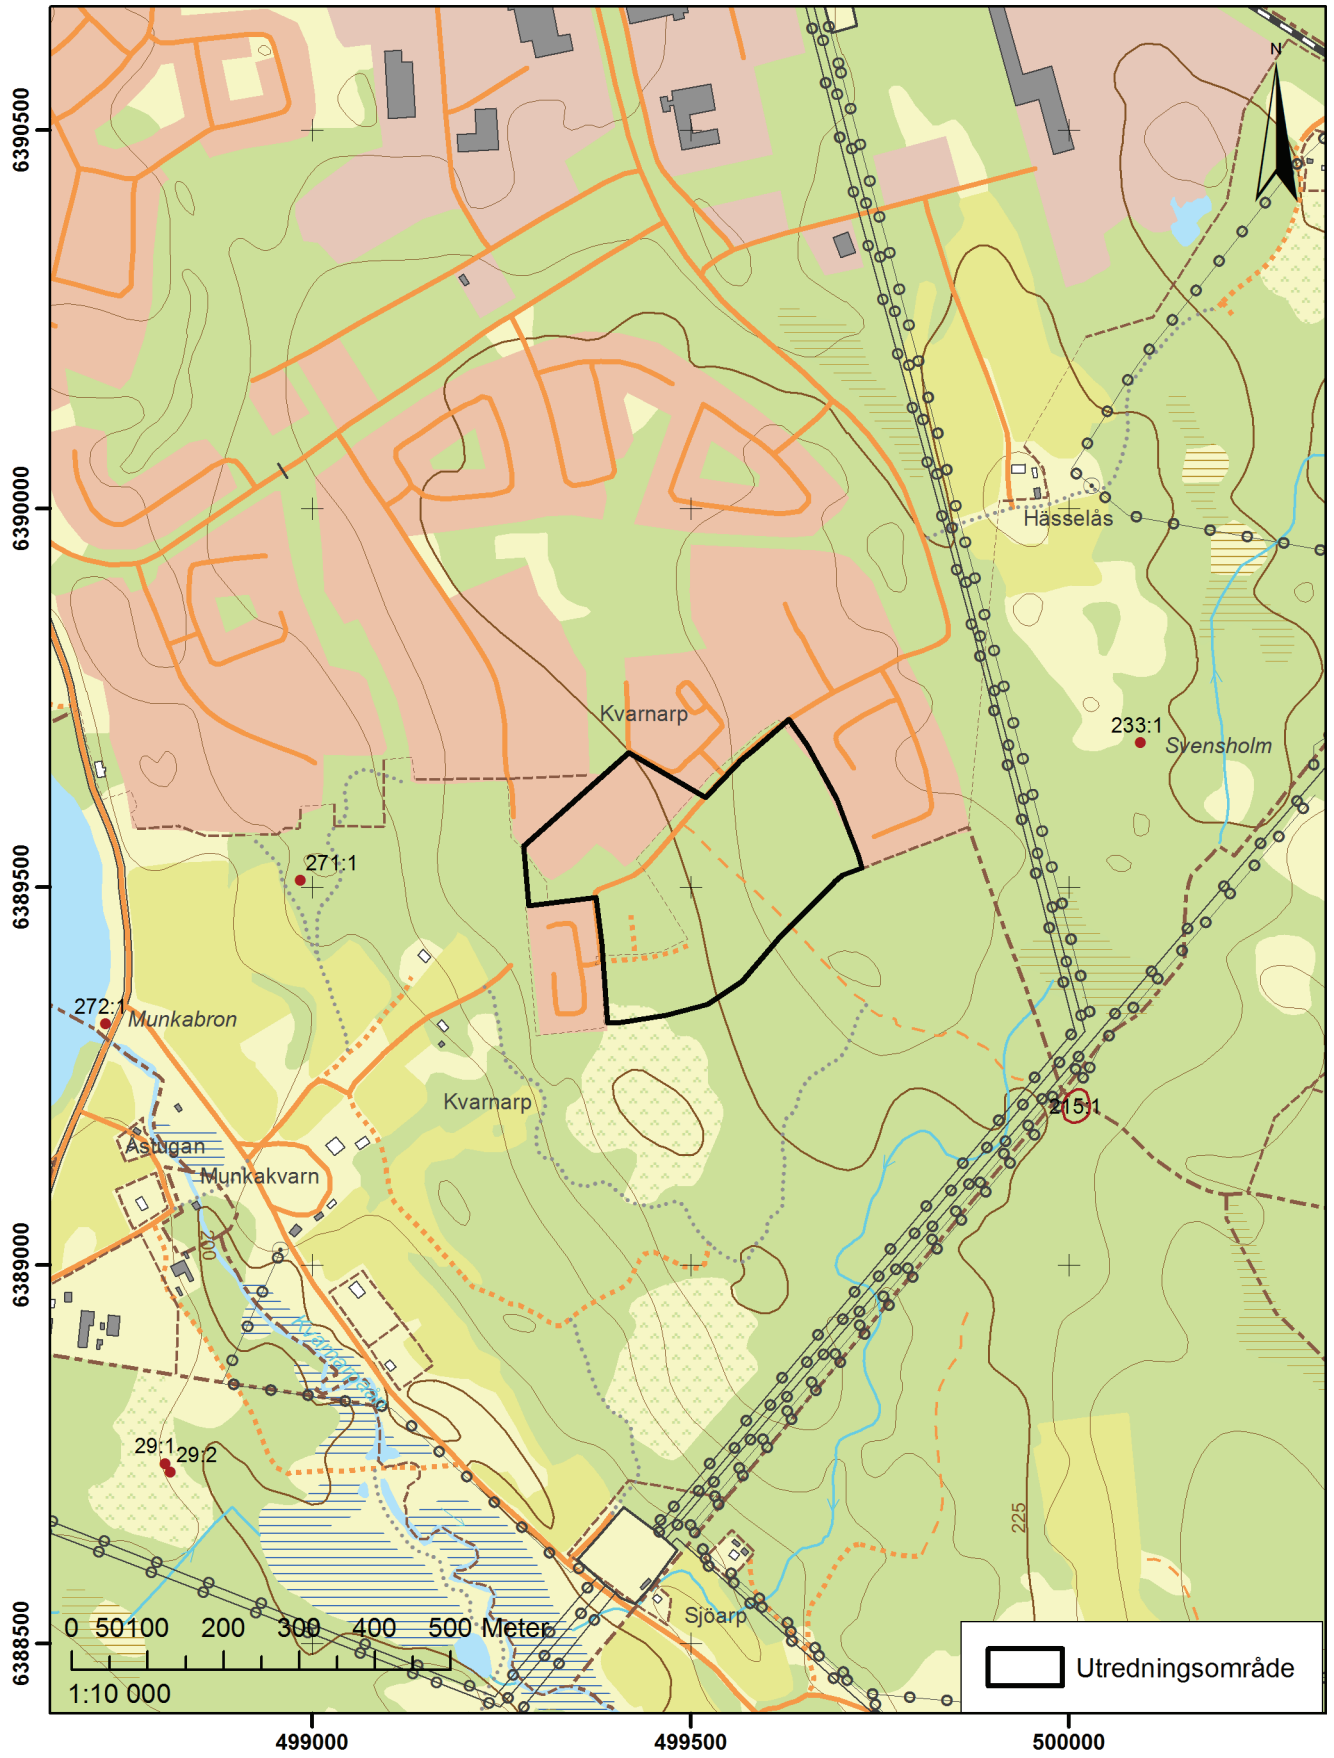 N
6390500
6390000
Hässelås
Kvarnarp
233:1
Svensholm
271:1
6389500
272:1
Munkabron
Kvarnarp
215:1
Åstugan
Munkakvarn
200
6389000
Kvarnarpaån
29:1
29:2
225
Sjöarp
0 50100 200 300 400 500 Meter
1:10 000
Utredningsområde
6388500
499000
499500
500000